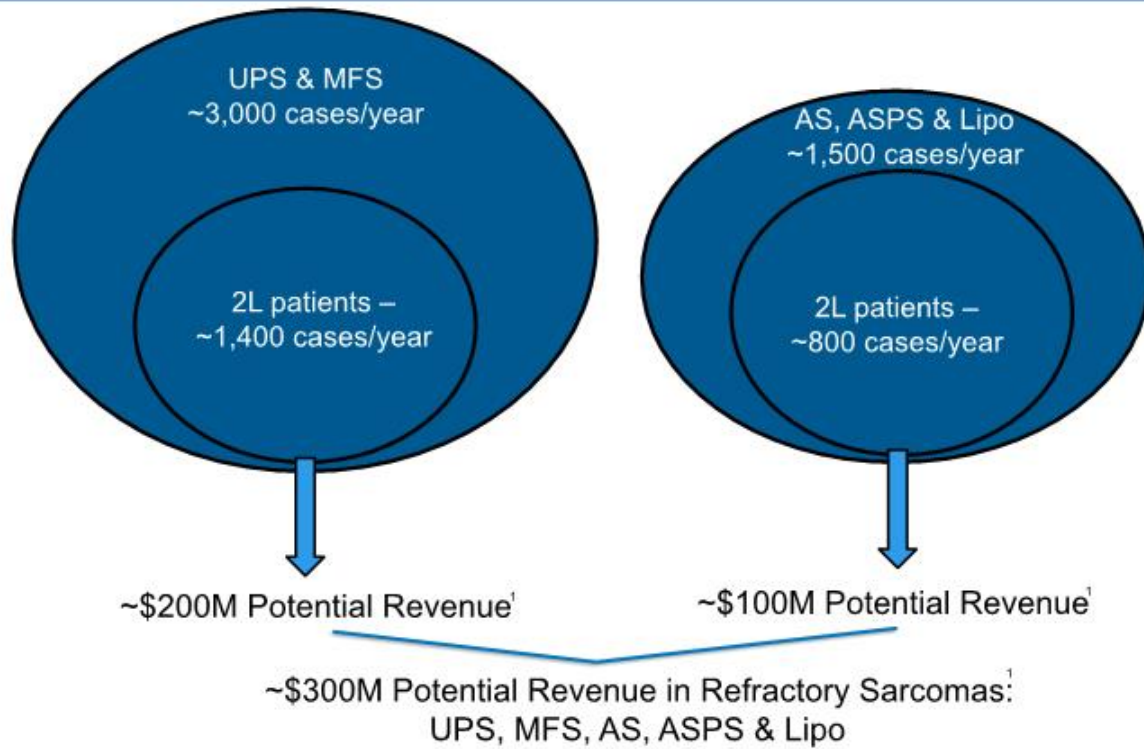 UPS & MFS
~3,000 cases/year
2L patients –
~1,400 cases/year
AS, ASPS & Lipo
~1,500 cases/year
2L patients –
~800 cases/year
~$200M Potential Revenue¹
~$100M Potential Revenue¹
~$300M Potential Revenue in Refractory Sarcomas¹:
UPS, MFS, AS, ASPS & Lipo